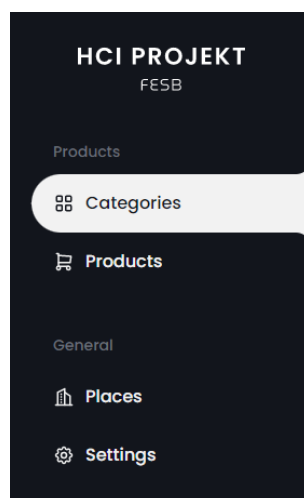 HCI PROJEKT
FESB
Products
Categories
Products
General
Places
Settings